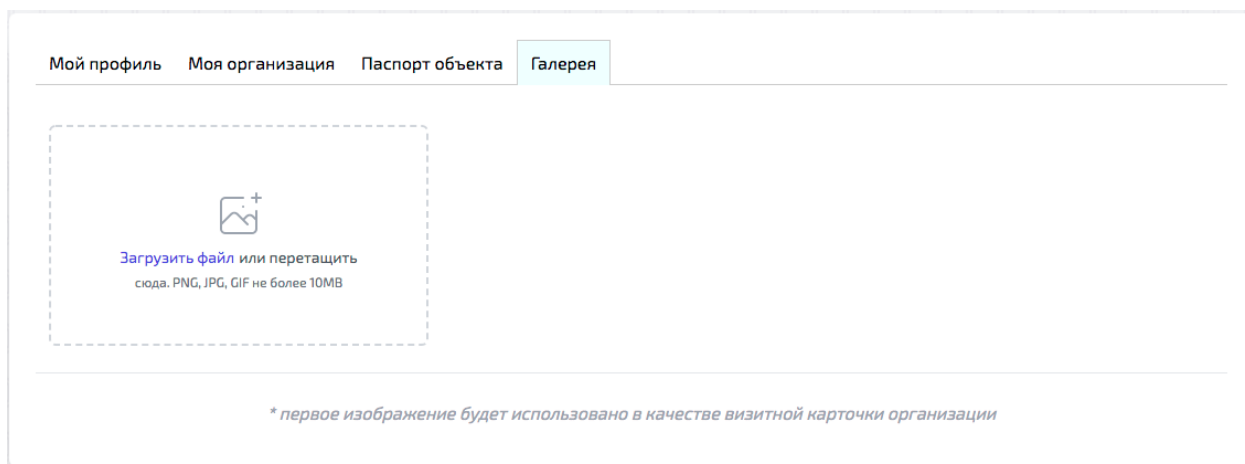 Мой профиль Моя организация Паспорт объекта Галерея
Загрузить файл или перетащить
сюда. PNG, JPG, GIF не более 10MB
* первое изображение будет использовано в качестве визитной карточки организации